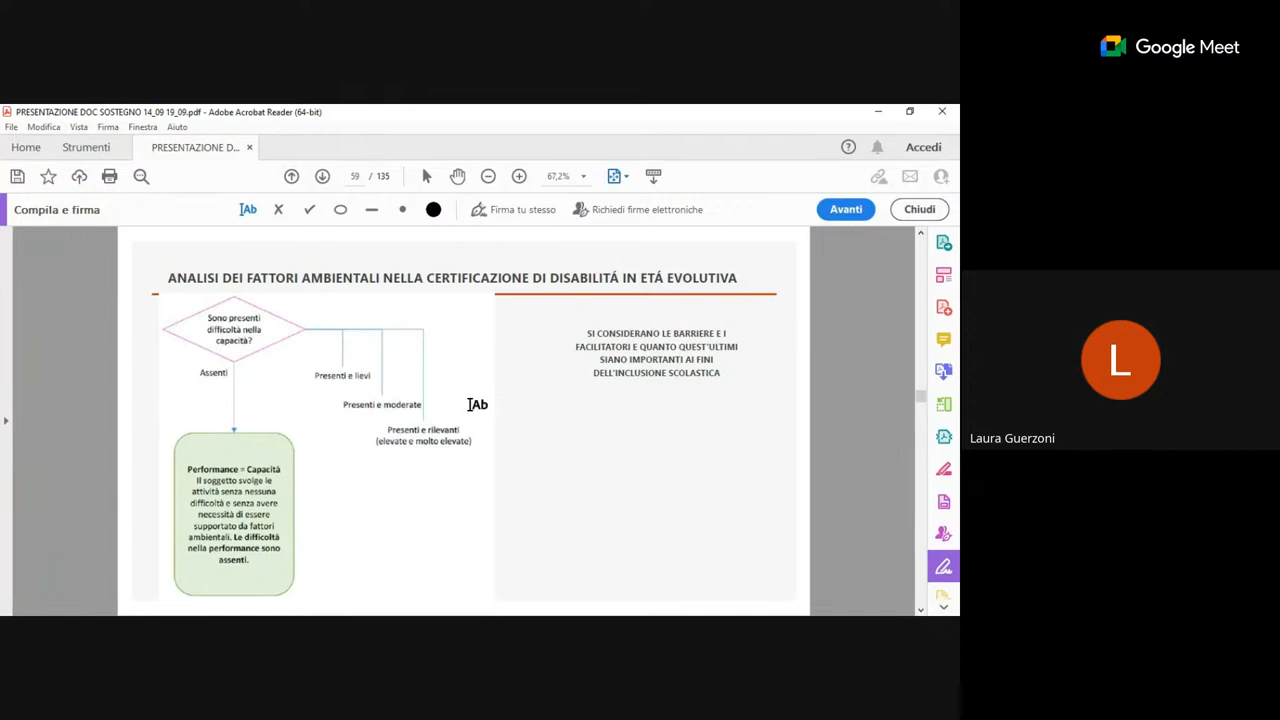 Google Meet
PRESENTAZIONE DOC SOSTEGNO 14_09 19_09.pdf - Adobe Acrobat Reader (64-bit)
File Modifica Vista Firma Finestra Aiuto
Home Strumenti PRESENTAZIONE D... × Accedi
59 / 135 67,2%
Compila e firma Ab Firma tu stesso Richiedi firme elettroniche Avanti Chiudi
ANALISI DEI FATTORI AMBIENTALI NELLA CERTIFICAZIONE DI DISABILITÁ IN ETÁ EVOLUTIVA
Sono presenti
difficoltà nella
capacità?
Assenti
Presenti e lievi
Presenti e moderate
Presenti e rilevanti
(elevate e molto elevate)
Performance = Capacità
Il soggetto svolge le
attività senza nessuna
difficoltà e senza avere
necessità di essere
supportato da fattori
ambientali. Le difficoltà
nella performance sono
assenti.
SI CONSIDERANO LE BARRIERE E I
FACILITATORI E QUANTO QUEST'ULTIMI
SIANO IMPORTANTI AI FINI
DELL'INCLUSIONE SCOLASTICA
Ab
L
Laura Guerzoni